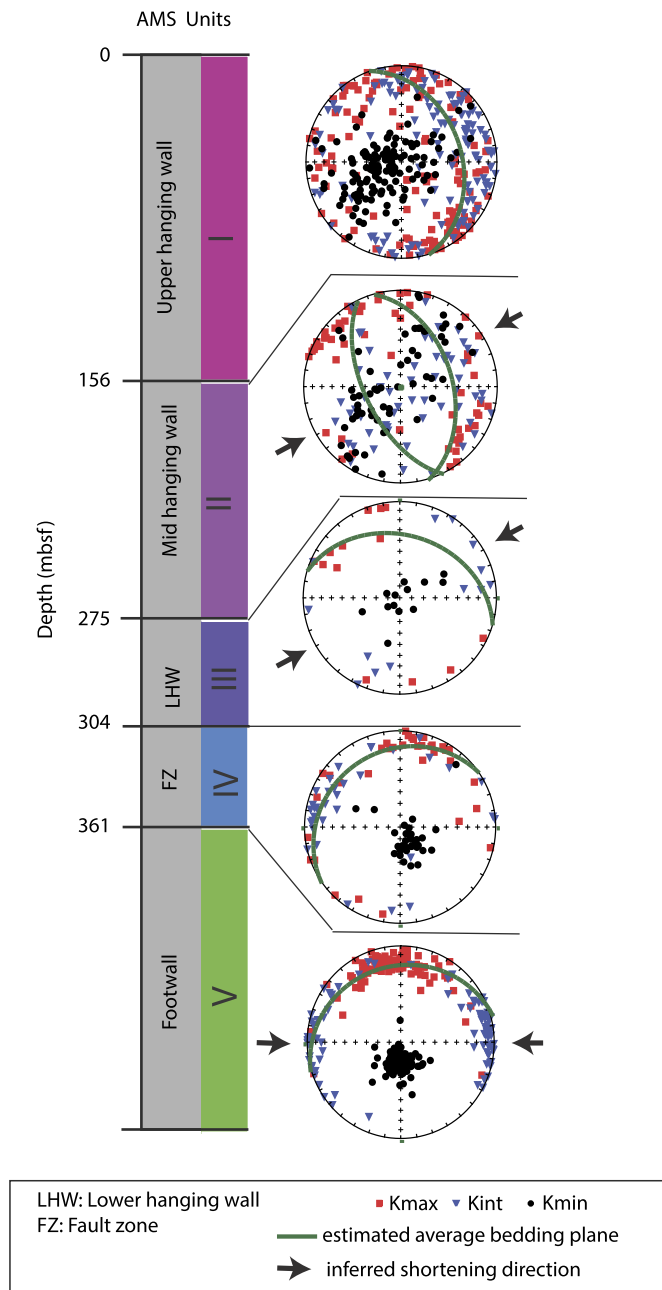 AMS Units
0
Upper hanging wall
I
156
Mid hanging wall
II
Depth (mbsf)
275
LHW
III
304
FZ
IV
361
Footwall
V
LHW: Lower hanging wall
FZ: Fault zone
Kmax Kint Kmin
estimated average bedding plane
inferred shortening direction